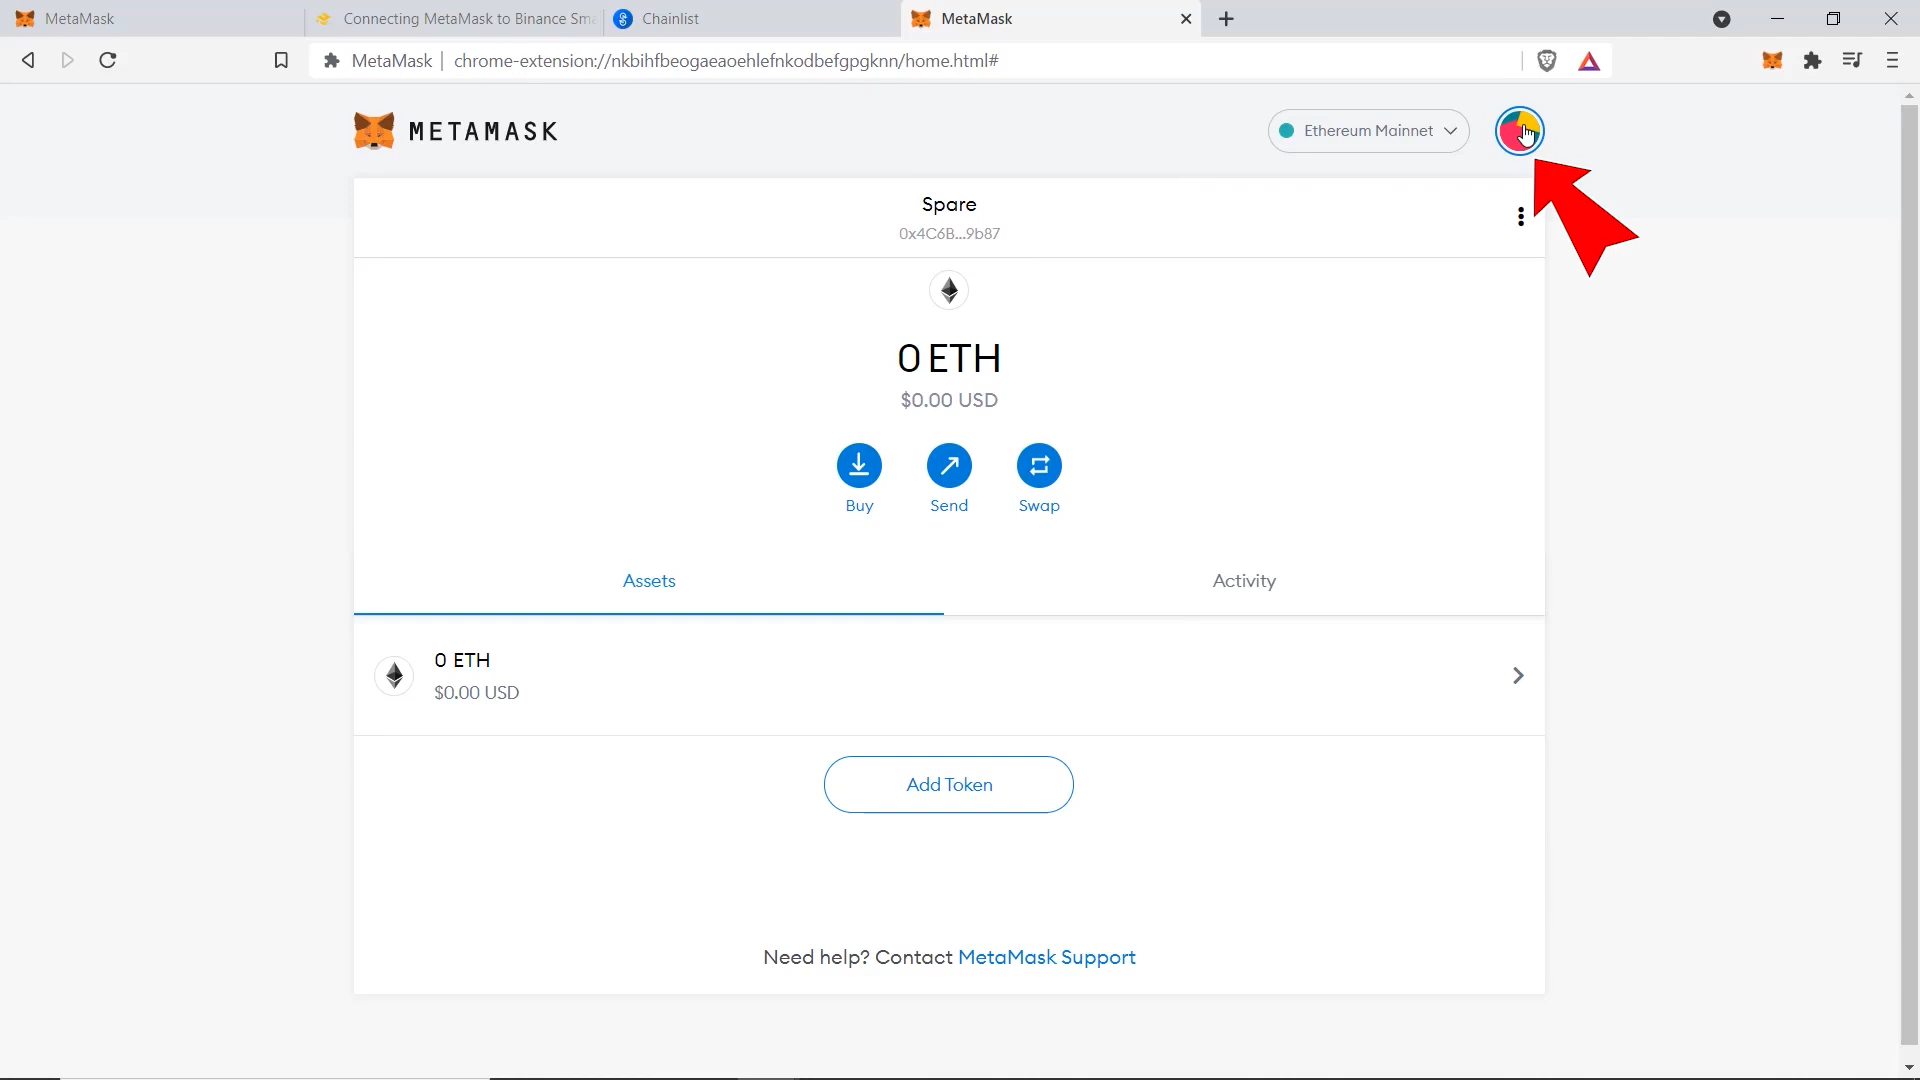 MetaMask
Connecting MetaMask to Binance Sm
Chainlist
MetaMask
MetaMask
chrome-extension://nkbihfbeogaeaoehlefnkodbefgpgknn/home.html#
METAMASK
Ethereum Mainnet
Spare
0x4C6B...9b87
0 ETH
$0.00 USD
Buy
Send
Swap
Assets
Activity
0 ETH
$0.00 USD
Add Token
Need help? Contact MetaMask Support